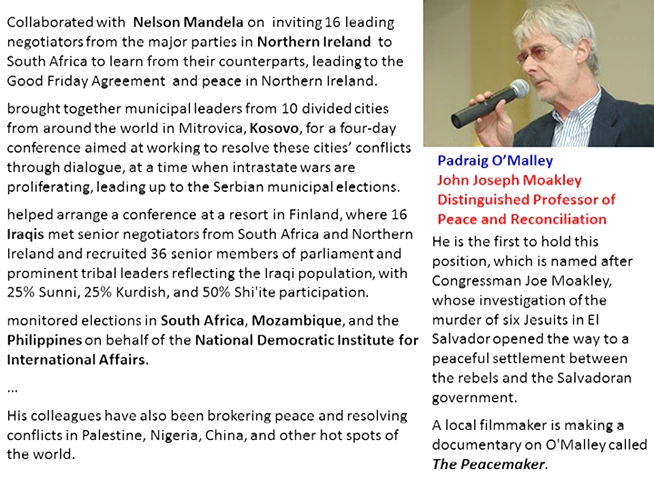 Collaborated with Nelson Mandela on inviting 16 leading
negotiators from the major parties in Northern Ireland to
South Africa to learn from their counterparts, leading to the
Good Friday Agreement and peace in Northern Ireland.
brought together municipal leaders from 10 divided cities
from around the world in Mitrovica, Kosovo, for a four-day
conference aimed at working to resolve these cities' conflicts
through dialogue, at a time when intrastate wars are
proliferating, leading up to the Serbian municipal elections.
helped arrange a conference at a resort in Finland, where 16
Iraqis met senior negotiators from South Africa and Northern
Ireland and recruited 36 senior members of parliament and
prominent tribal leaders reflecting the Iraqi population, with
25% Sunni, 25% Kurdish, and 50% Shi'ite participation.
monitored elections in South Africa, Mozambique, and the
Philippines on behalf of the National Democratic Institute for
International Affairs.
...
His colleagues have also been brokering peace and resolving
conflicts in Palestine, Nigeria, China, and other hot spots of
the world.
Padraig O'Malley
John Joseph Moakley
Distinguished Professor of
Peace and Reconciliation
He is the first to hold this
position, which is named after
Congressman Joe Moakley,
whose investigation of the
murder of six Jesuits in El
Salvador opened the way to a
peaceful settlement between
the rebels and the Salvadoran
government.
A local filmmaker is making a
documentary on O'Malley called
The Peacemaker.